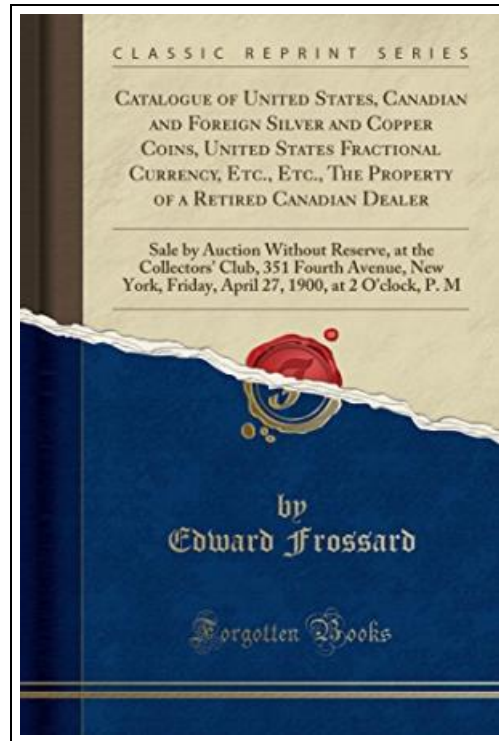 CLASSIC REPRINT SERIES
CATALOGUE OF UNITED STATES, CANADIAN
AND FOREIGN SILVER AND COPPER
COINS, UNITED STATES FRACTIONAL
CURRENCY, ETC., ETC., THE PROPERTY
OF A RETIRED CANADIAN DEALER
Sale by Auction Without Reserve, at the
Collectors' Club, 351 Fourth Avenue, New
York, Friday, April 27, 1900, at 2 O'clock, P. M
by
Edward Frossard
Forgotten Books